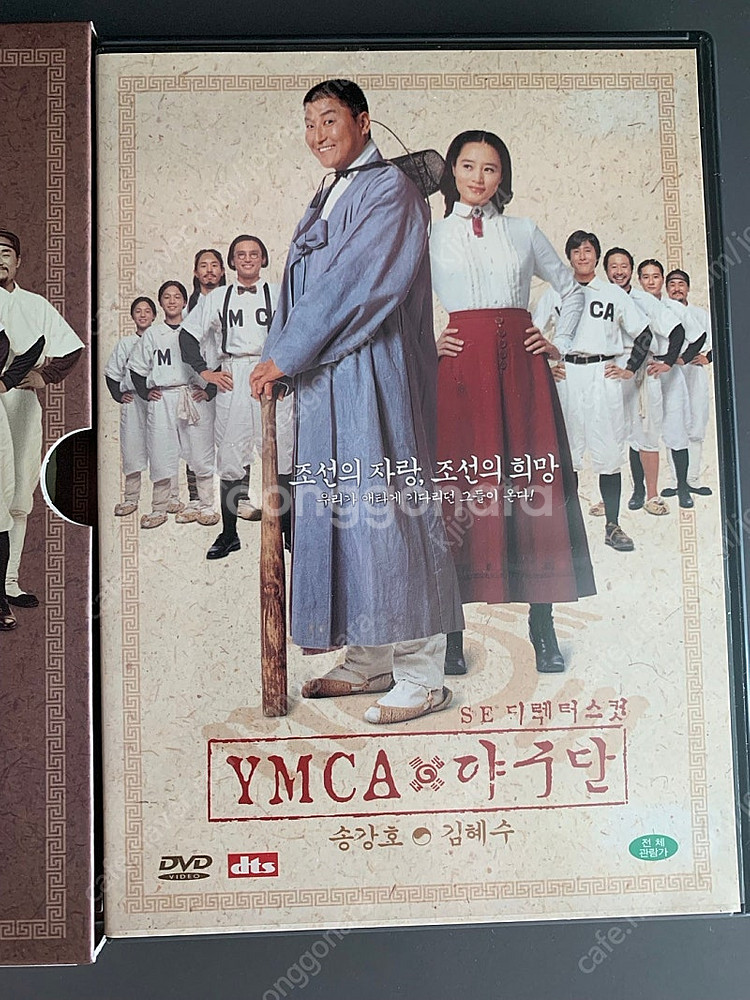 M C
M
CA
조선의 자랑, 조선의 희망
우리가 애타게 기다리던 그들이 온다!
SE 디렉터스컷
YMCA 야구단
송강호 김혜수
DVD
VIDEO
dts
전 체
관람가
joonggonara